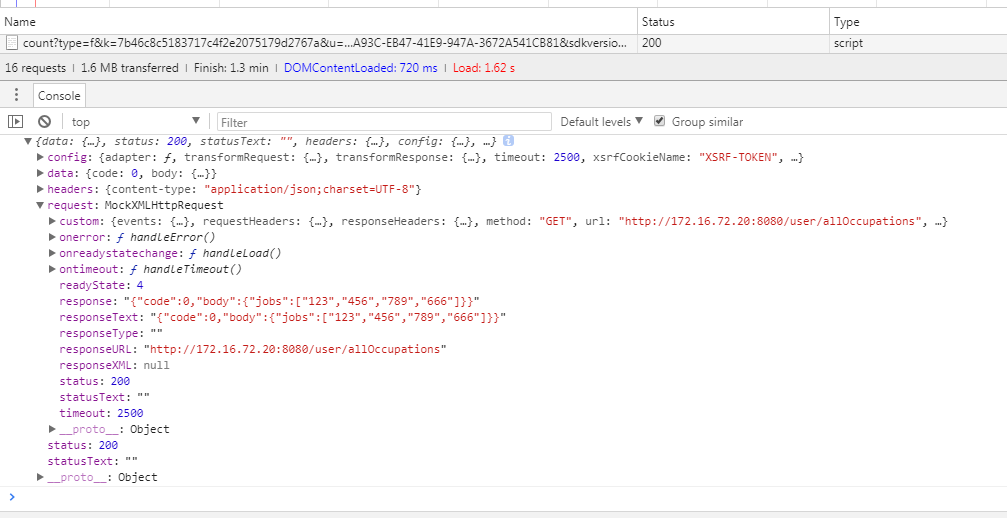 Name Status Type
count?type=f&k=7b46c8c5183717c4f2e2075179d2767a&u=...A93C-EB47-41E9-947A-3672A541CB81&sdkversio... 200 script
16 requests | 1.6 MB transferred | Finish: 1.3 min | DOMContentLoaded: 720 ms | Load: 1.62 s
Console
top Filter Default levels Group similar
{data: {…}, status: 200, statusText: "", headers: {…}, config: {…}, …} i
config: {adapter: ƒ, transformRequest: {…}, transformResponse: {…}, timeout: 2500, xsrfCookieName: "XSRF-TOKEN", …}
data: {code: 0, body: {…}}
headers: {content-type: "application/json;charset=UTF-8"}
request: MockXMLHttpRequest
custom: {events: {…}, requestHeaders: {…}, responseHeaders: {…}, method: "GET", url: "http://172.16.72.20:8080/user/allOccupations", …}
onerror: ƒ handleError()
onreadystatechange: ƒ handleLoad()
ontimeout: ƒ handleTimeout()
readyState: 4
response: "{"code":0,"body":{"jobs":["123","456","789","666"]}}"
responseText: "{"code":0,"body":{"jobs":["123","456","789","666"]}}"
responseType: ""
responseURL: "http://172.16.72.20:8080/user/allOccupations"
responseXML: null
status: 200
statusText: ""
timeout: 2500
__proto__: Object
status: 200
statusText: ""
__proto__: Object